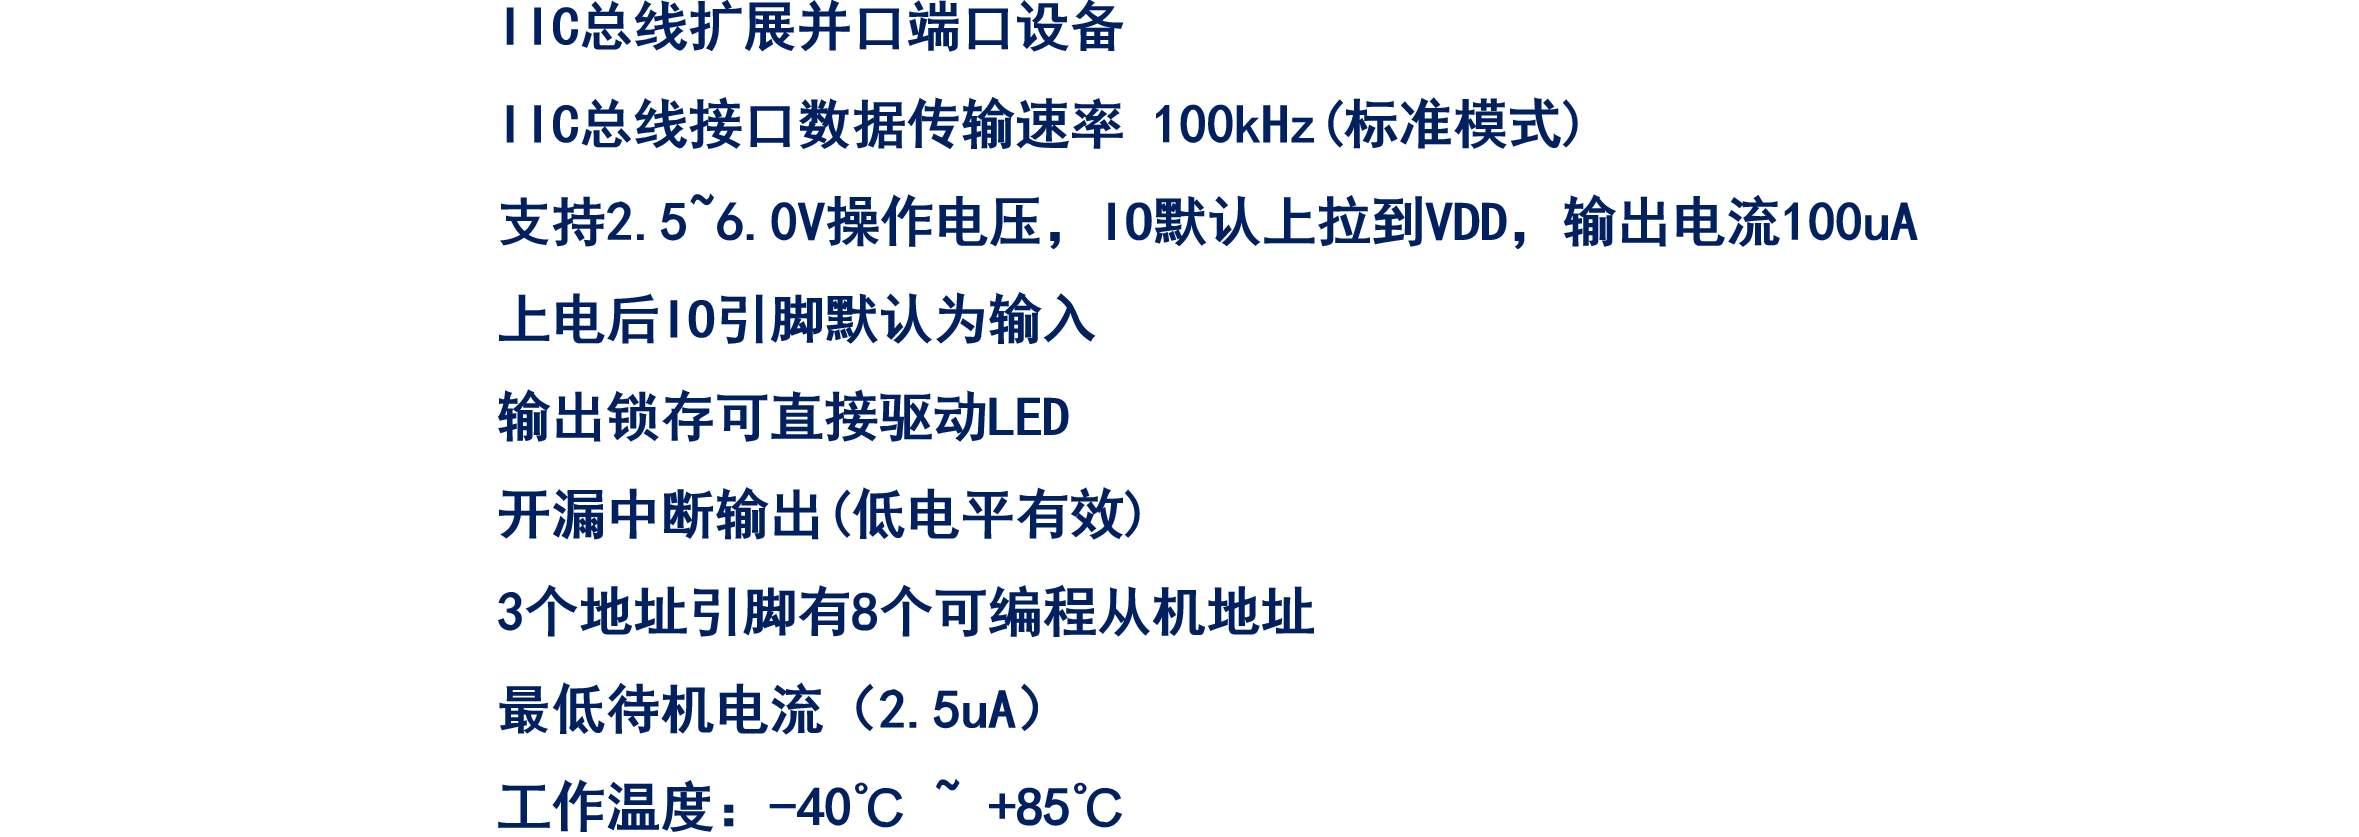 IIC总线扩展并口端口设备
IIC总线接口数据传输速率 100kHz(标准模式)
支持2.5~6.0V操作电压，IO默认上拉到VDD，输出电流100uA
上电后IO引脚默认为输入
输出锁存可直接驱动LED
开漏中断输出(低电平有效)
3个地址引脚有8个可编程从机地址
最低待机电流（2.5uA）
工作温度：-40℃ ~ +85℃